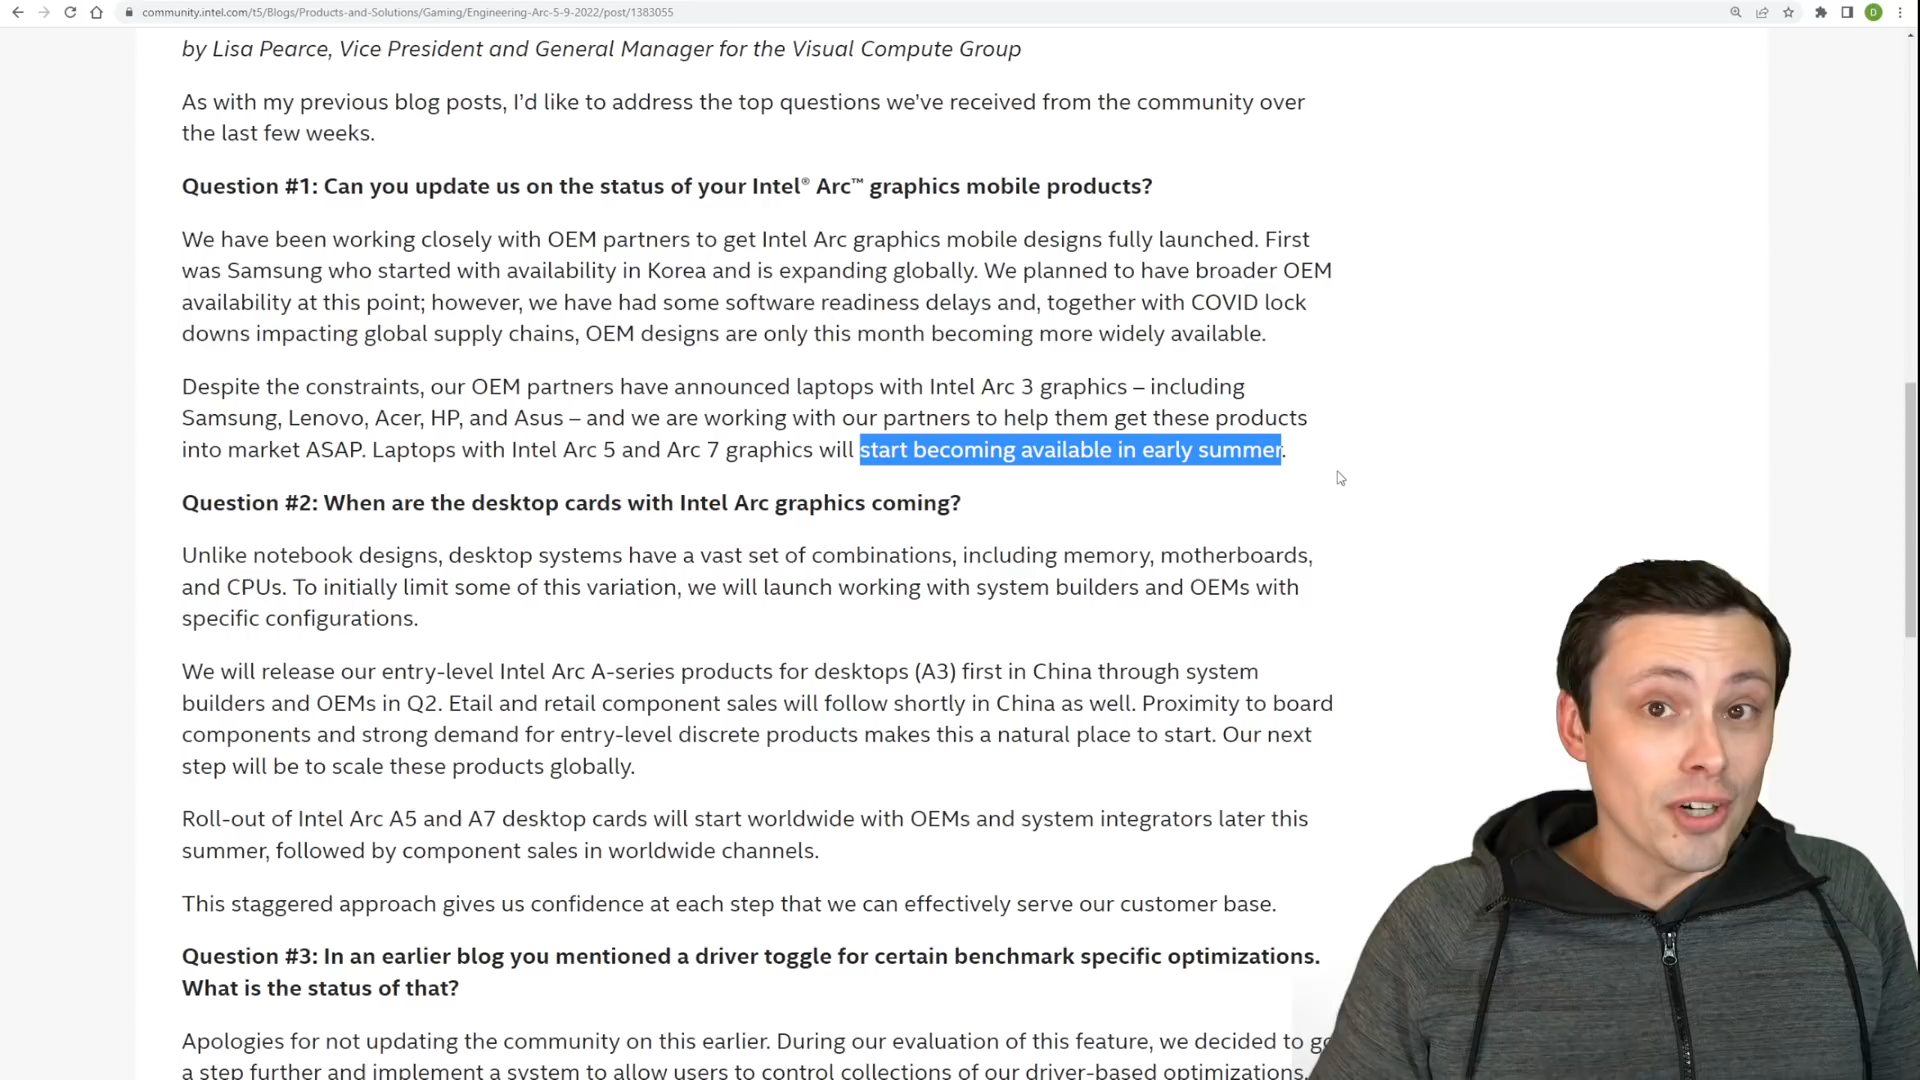 community.intel.com/t5/Blogs/Products-and-Solutions/Gaming/Engineering-Arc-5-9-2022/post/1383055
D
by Lisa Pearce, Vice President and General Manager for the Visual Compute Group
As with my previous blog posts, I’d like to address the top questions we’ve received from the community over
the last few weeks.
Question #1: Can you update us on the status of your Intel® Arc™ graphics mobile products?
We have been working closely with OEM partners to get Intel Arc graphics mobile designs fully launched. First
was Samsung who started with availability in Korea and is expanding globally. We planned to have broader OEM
availability at this point; however, we have had some software readiness delays and, together with COVID lock
downs impacting global supply chains, OEM designs are only this month becoming more widely available.
Despite the constraints, our OEM partners have announced laptops with Intel Arc 3 graphics – including
Samsung, Lenovo, Acer, HP, and Asus – and we are working with our partners to help them get these products
into market ASAP. Laptops with Intel Arc 5 and Arc 7 graphics will start becoming available in early summer.
Question #2: When are the desktop cards with Intel Arc graphics coming?
Unlike notebook designs, desktop systems have a vast set of combinations, including memory, motherboards,
and CPUs. To initially limit some of this variation, we will launch working with system builders and OEMs with
specific configurations.
We will release our entry-level Intel Arc A-series products for desktops (A3) first in China through system
builders and OEMs in Q2. Etail and retail component sales will follow shortly in China as well. Proximity to board
components and strong demand for entry-level discrete products makes this a natural place to start. Our next
step will be to scale these products globally.
Roll-out of Intel Arc A5 and A7 desktop cards will start worldwide with OEMs and system integrators later this
summer, followed by component sales in worldwide channels.
This staggered approach gives us confidence at each step that we can effectively serve our customer base.
Question #3: In an earlier blog you mentioned a driver toggle for certain benchmark specific optimizations.
What is the status of that?
Apologies for not updating the community on this earlier. During our evaluation of this feature, we decided to go
a step further and implement a system to allow users to control collections of our driver-based optimizations.